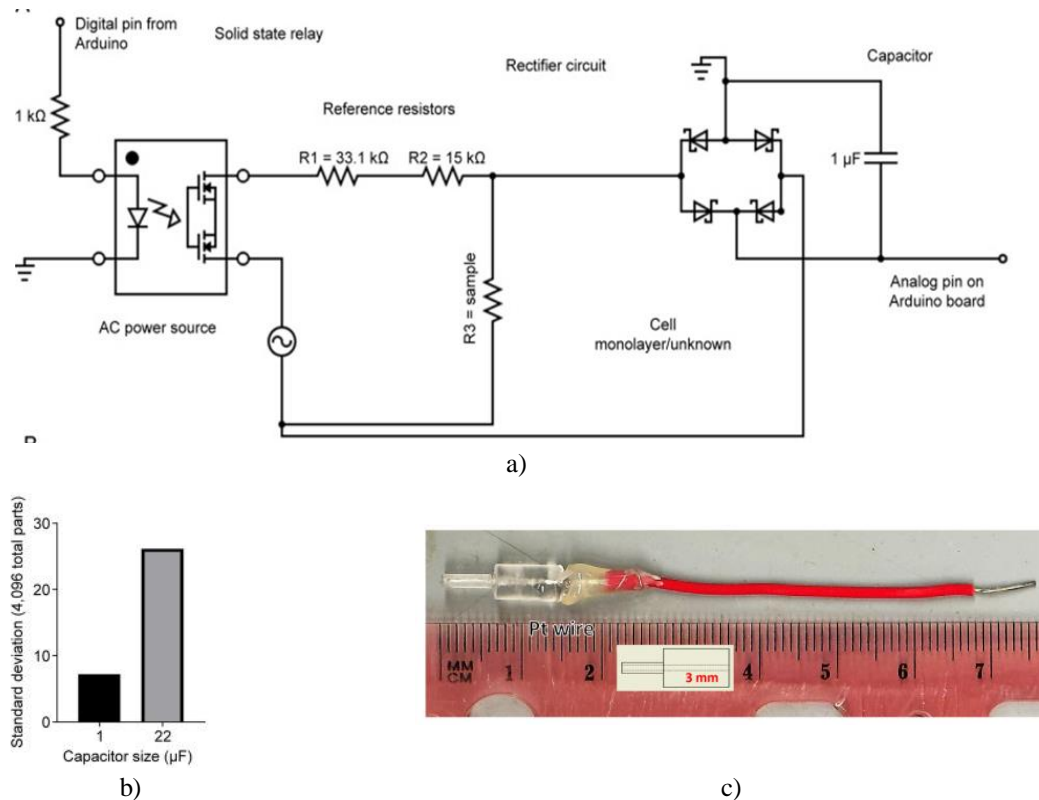 Digital pin from
Arduino
Solid state relay
Rectifier circuit
Capacitor
Reference resistors
1 kΩ
R1 = 33.1 kΩ
R2 = 15 kΩ
1 µF
R3 = sample
AC power source
Cell
monolayer/unknown
Analog pin on
Arduino board
a)
Standard deviation (4,096 total parts)
30
20
10
0
1
22
Capacitor size (µF)
b)
Pt wire
3 mm
MM
CM
1
2
4
5
6
7
c)